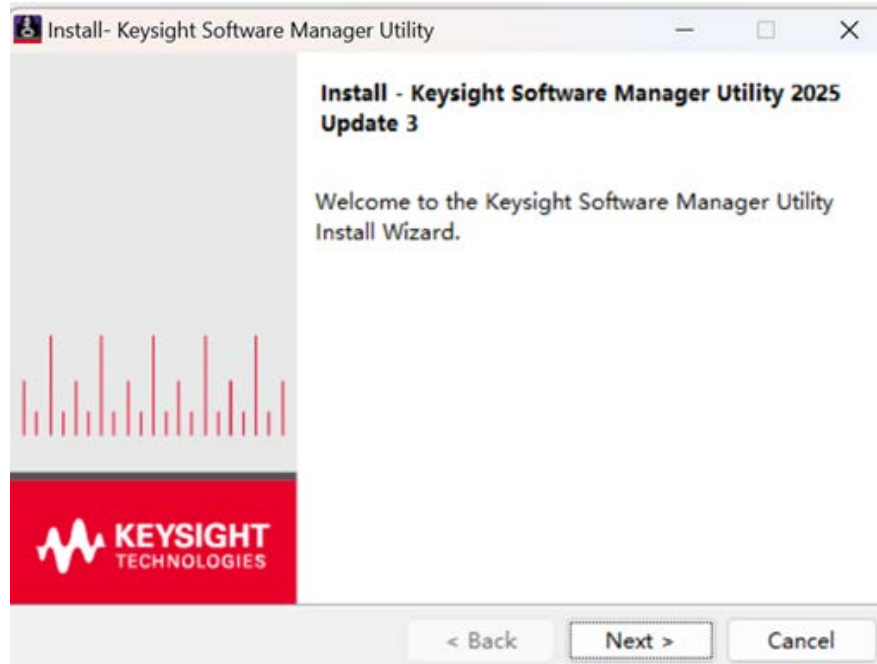 Install- Keysight Software Manager Utility
Install - Keysight Software Manager Utility 2025
Update 3
Welcome to the Keysight Software Manager Utility
Install Wizard.
KEYSIGHT
TECHNOLOGIES
< Back
Next >
Cancel